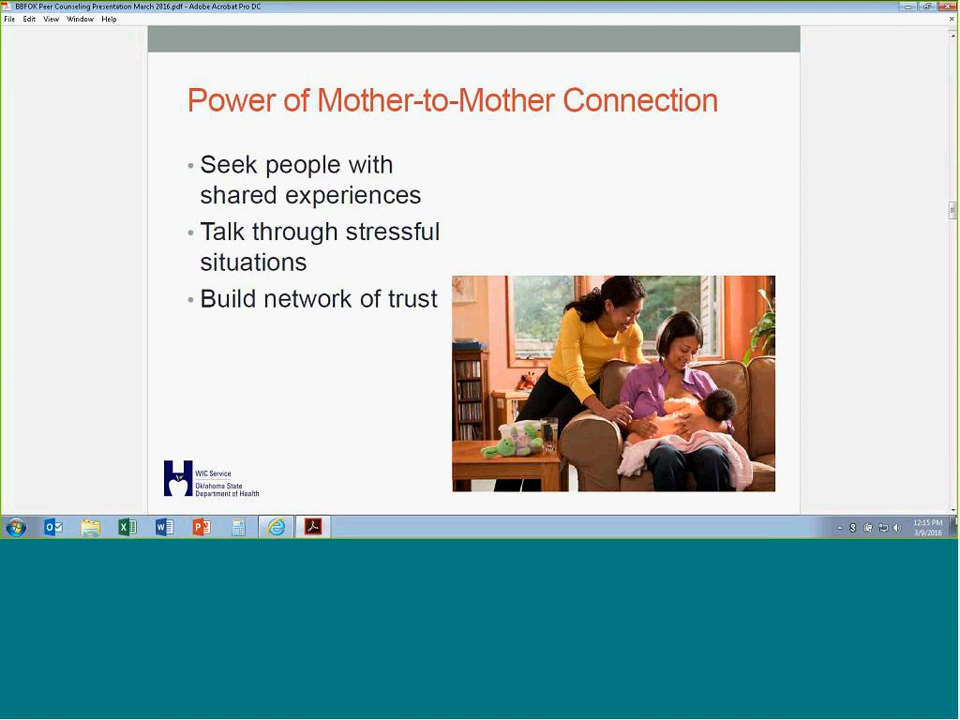 BBFOK Peer Counseling Presentation March 2016.pdf - Adobe Acrobat Pro DC
File Edit View Window Help
Power of Mother-to-Mother Connection
• Seek people with
shared experiences
• Talk through stressful
situations
• Build network of trust
WIC Service
Oklahoma State
Department of Health
12:15 PM
3/9/2016